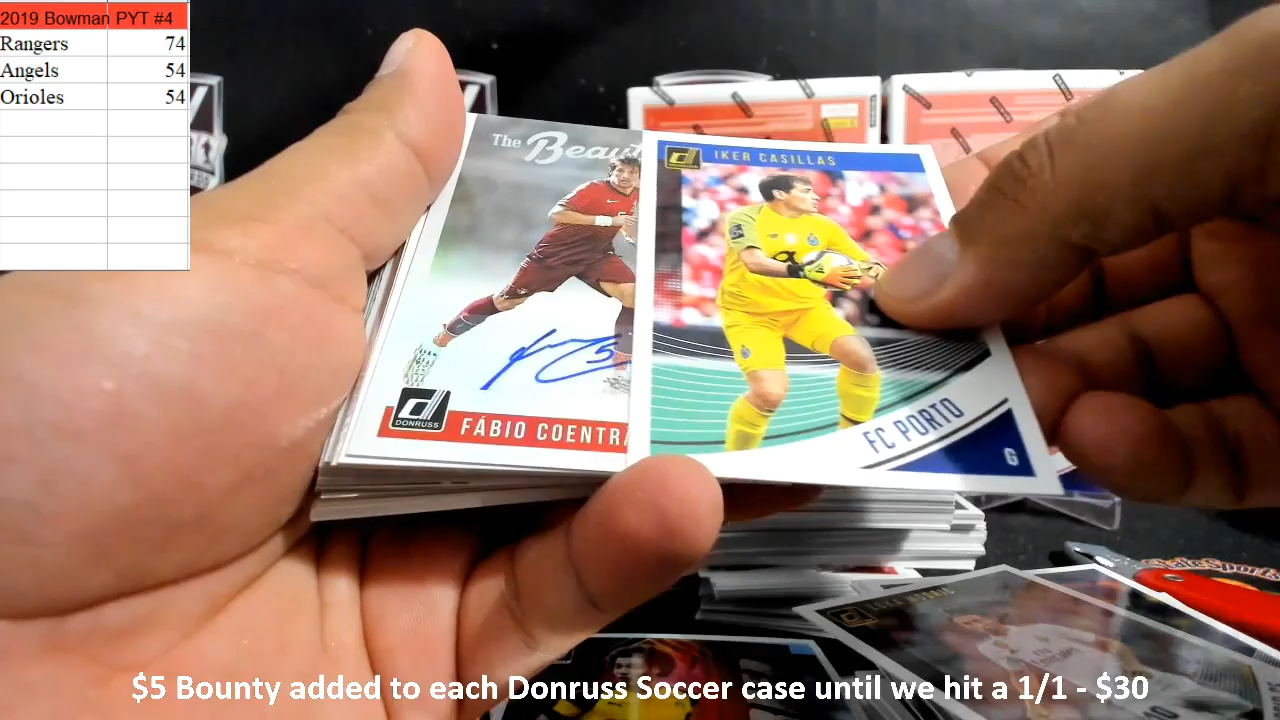 2019 Bowman PYT #4
Rangers 74
Angels 54
Orioles 54
The Beau
DONRUSS
FÁBIO COENTRA
IKER CASILLAS
FC PORTO
G
$5 Bounty added to each Donruss Soccer case until we hit a 1/1 - $30